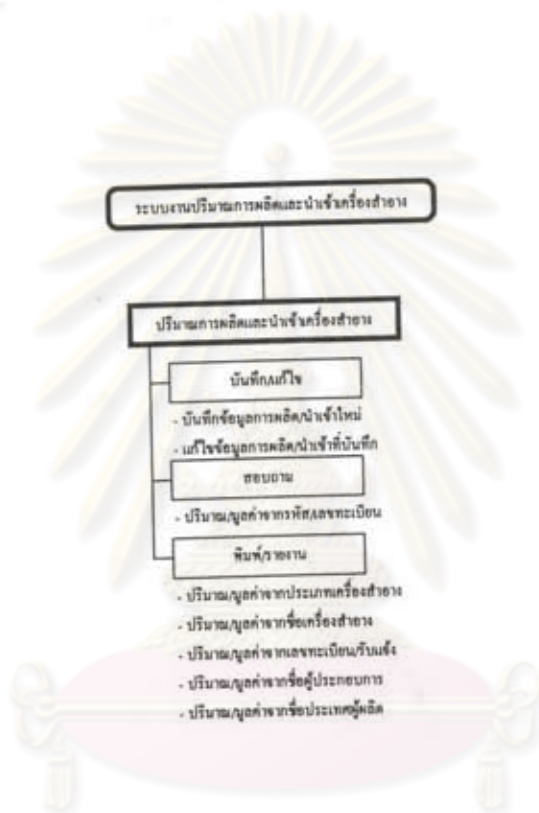 ระบบงานปริมาณการผลิตและนำเข้าเครื่องสำอาง
ปริมาณการผลิตและนำเข้าเครื่องสำอาง
บันทึก/แก้ไข
- บันทึกข้อมูลการผลิต/นำเข้าใหม่
- แก้ไขข้อมูลการผลิต/นำเข้าที่บันทึก
สอบถาม
- ปริมาณ/มูลค่าจากรหัส/เลขทะเบียน
พิมพ์/รายงาน
- ปริมาณ/มูลค่าจากประเภทเครื่องสำอาง
- ปริมาณ/มูลค่าจากชื่อเครื่องสำอาง
- ปริมาณ/มูลค่าจากเลขทะเบียน/รับแจ้ง
- ปริมาณ/มูลค่าจากชื่อผู้ประกอบการ
- ปริมาณ/มูลค่าจากชื่อประเทศผู้ผลิต